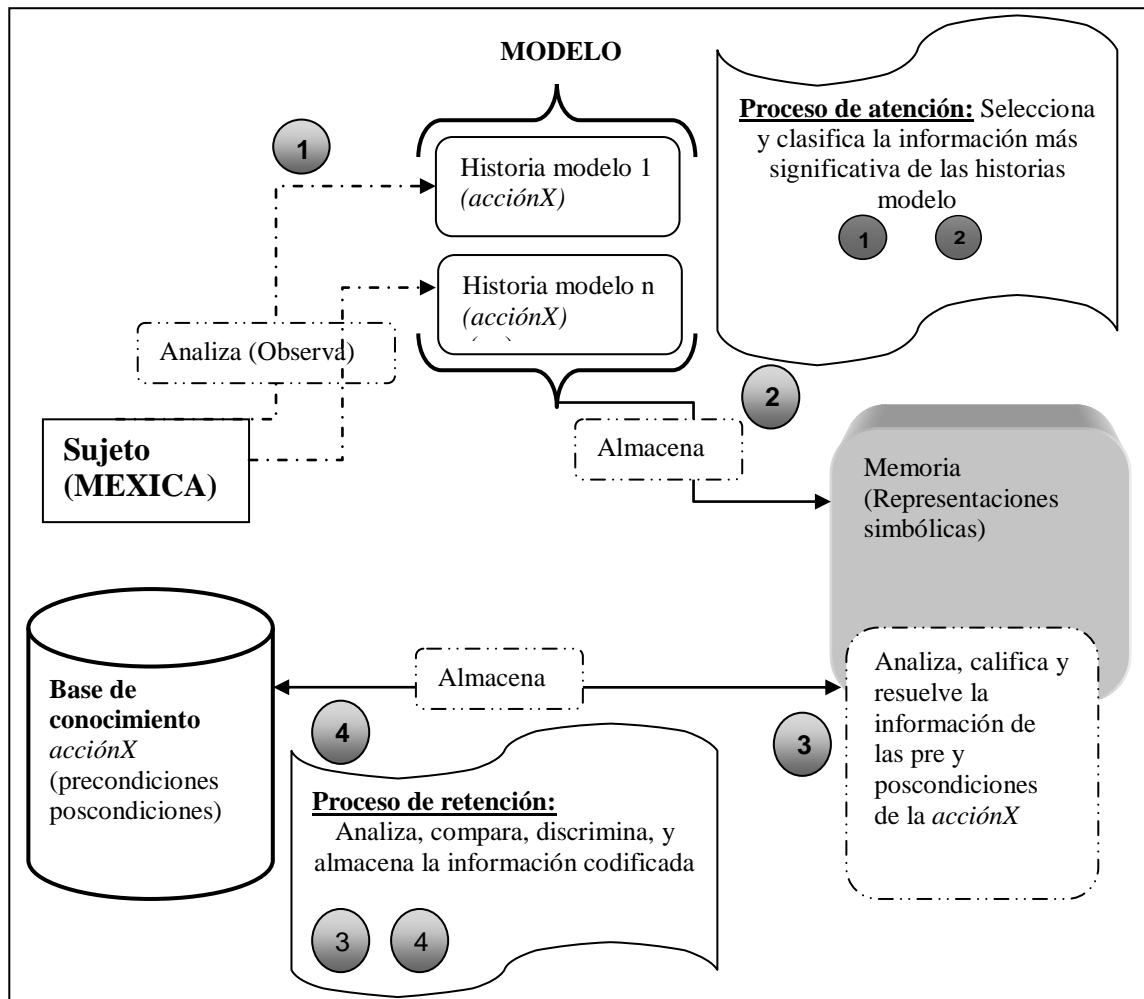 MODELO
1
Historia modelo 1
(acciónX)
Historia modelo n
(acciónX)
Proceso de atención: Selecciona
y clasifica la información más
significativa de las historias
modelo
1
2
Analiza (Observa)
Sujeto
(MEXICA)
2
Almacena
Memoria
(Representaciones
simbólicas)
Base de
conocimiento
acciónX
(precondiciones
poscondiciones)
Almacena
4
3
Analiza, califica y
resuelve la
información de
las pre y
poscondiciones
de la acciónX
Proceso de retención:
Analiza, compara, discrimina, y
almacena la información codificada
3
4